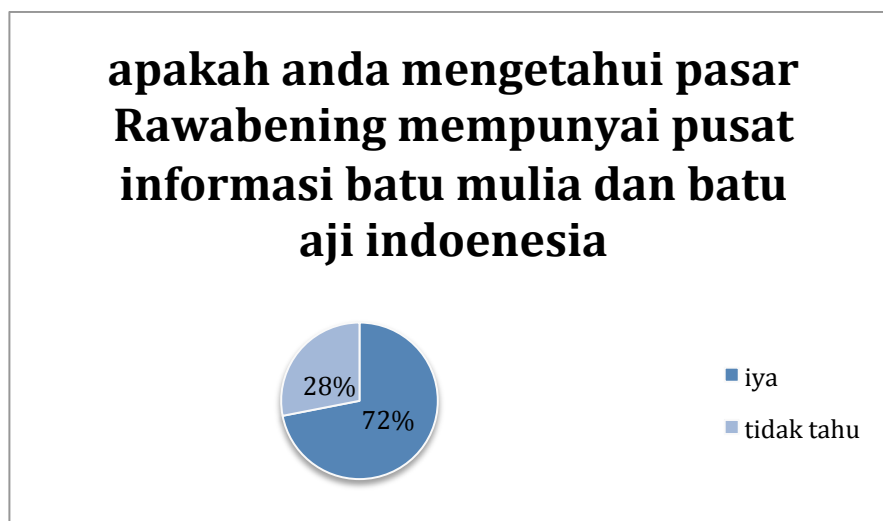 apakah anda mengetahui pasar
Rawabening mempunyai pusat
informasi batu mulia dan batu
aji indoenesia
28%
72%
iya
tidak tahu